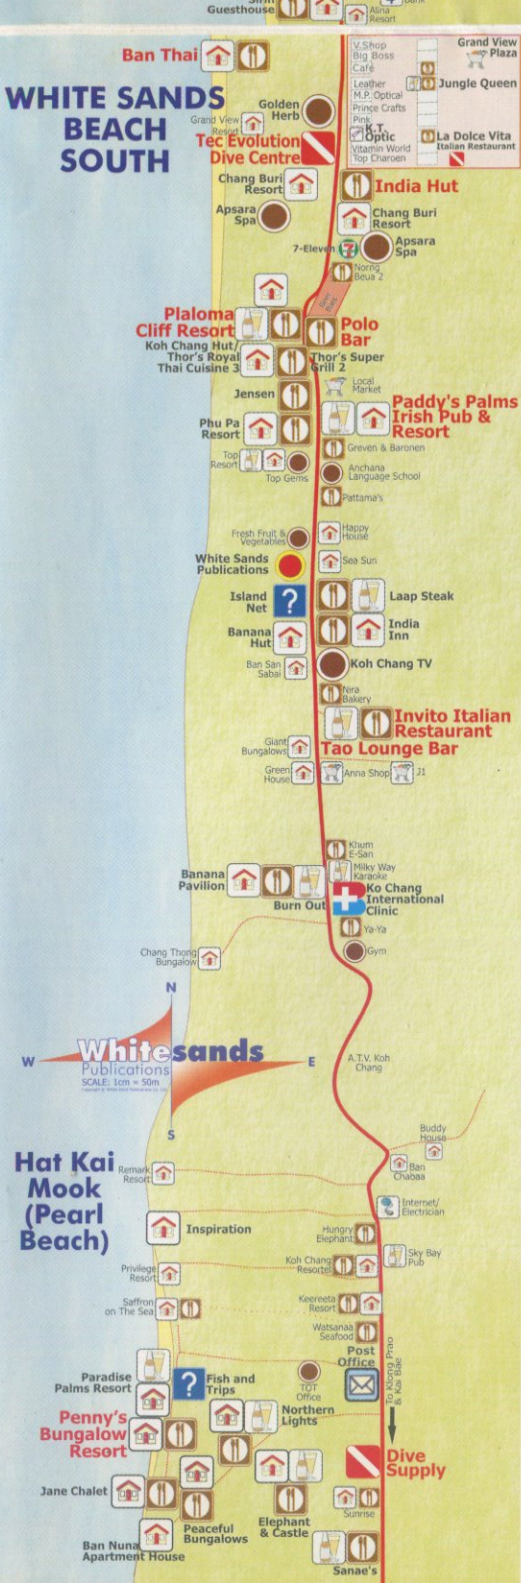 Guesthouse
Alina
Resort
Bank
Ban Thai
WHITE SANDS
BEACH
SOUTH
Golden
Herb
Grand View
Resort
Tec Evolution
Dive Centre
Chang Buri
Resort
Apsara
Spa
V.Shop
Big Boss
Café
Leather
M.P. Optical
Prince Crafts
Pink
K.T.
Optic
Vitamin World
Top Charoen
Grand View
Plaza
Jungle Queen
La Dolce Vita
Italian Restaurant
India Hut
Chang Buri
Resort
7-Eleven
Apsara
Spa
Norng
Beua 2
Beer
Bars
Plaloma
Cliff Resort
Polo
Bar
Koh Chang Hut/
Thor's Royal
Thai Cuisine 3
Thor's Super
Grill 2
Jensen
Local
Market
Phu Pa
Resort
Paddy's Palms
Irish Pub &
Resort
Top
Resort
Top Gems
Greven & Baronen
Anchana
Language School
Pattama's
Fresh Fruit &
Vegetables
Happy
House
White Sands
Publications
Sea Sun
Island
Net
?
Laap Steak
Banana
Hut
India
Inn
Ban San
Sabai
Koh Chang TV
Nira
Bakery
Invito Italian
Restaurant
Tao Lounge Bar
Giant
Bungalows
Green
House
Anna Shop
J1
Khum
E-San
Milky Way
Karaoke
Banana
Pavilion
Burn Out
Ko Chang
International
Clinic
Ya-Ya
Gym
Chang Thong
Bungalow
N
W
E
S
Whitesands
Publications
SCALE: 1cm = 50m
A.T.V. Koh
Chang
Buddy
House
Ban
Chabaa
Hat Kai
Mook
(Pearl
Beach)
Remark
Resort
Internet/
Electrician
Inspiration
Hungry
Elephant
Sky Bay
Pub
Koh Chang
Resortel
Privilege
Resort
Saffron
on The Sea
Keereeta
Resort
Watsanaa
Seafood
Post
Office
To Klong Prao
& Kai Bae
Paradise
Palms Resort
?
Fish and
Trips
TOT
Office
Penny's
Bungalow
Resort
Northern
Lights
Dive
Supply
Jane Chalet
Peaceful
Bungalows
Elephant
& Castle
Sunrise
Ban Nuna
Apartment House
Sanae's